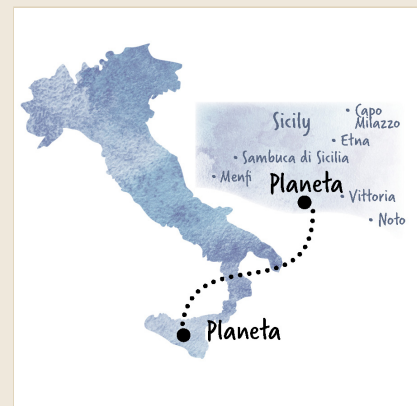 Sicily
Capo
Milazzo
Etna
Sambuca di Sicilia
Menfi
Planeta
Vittoria
Noto
Planeta